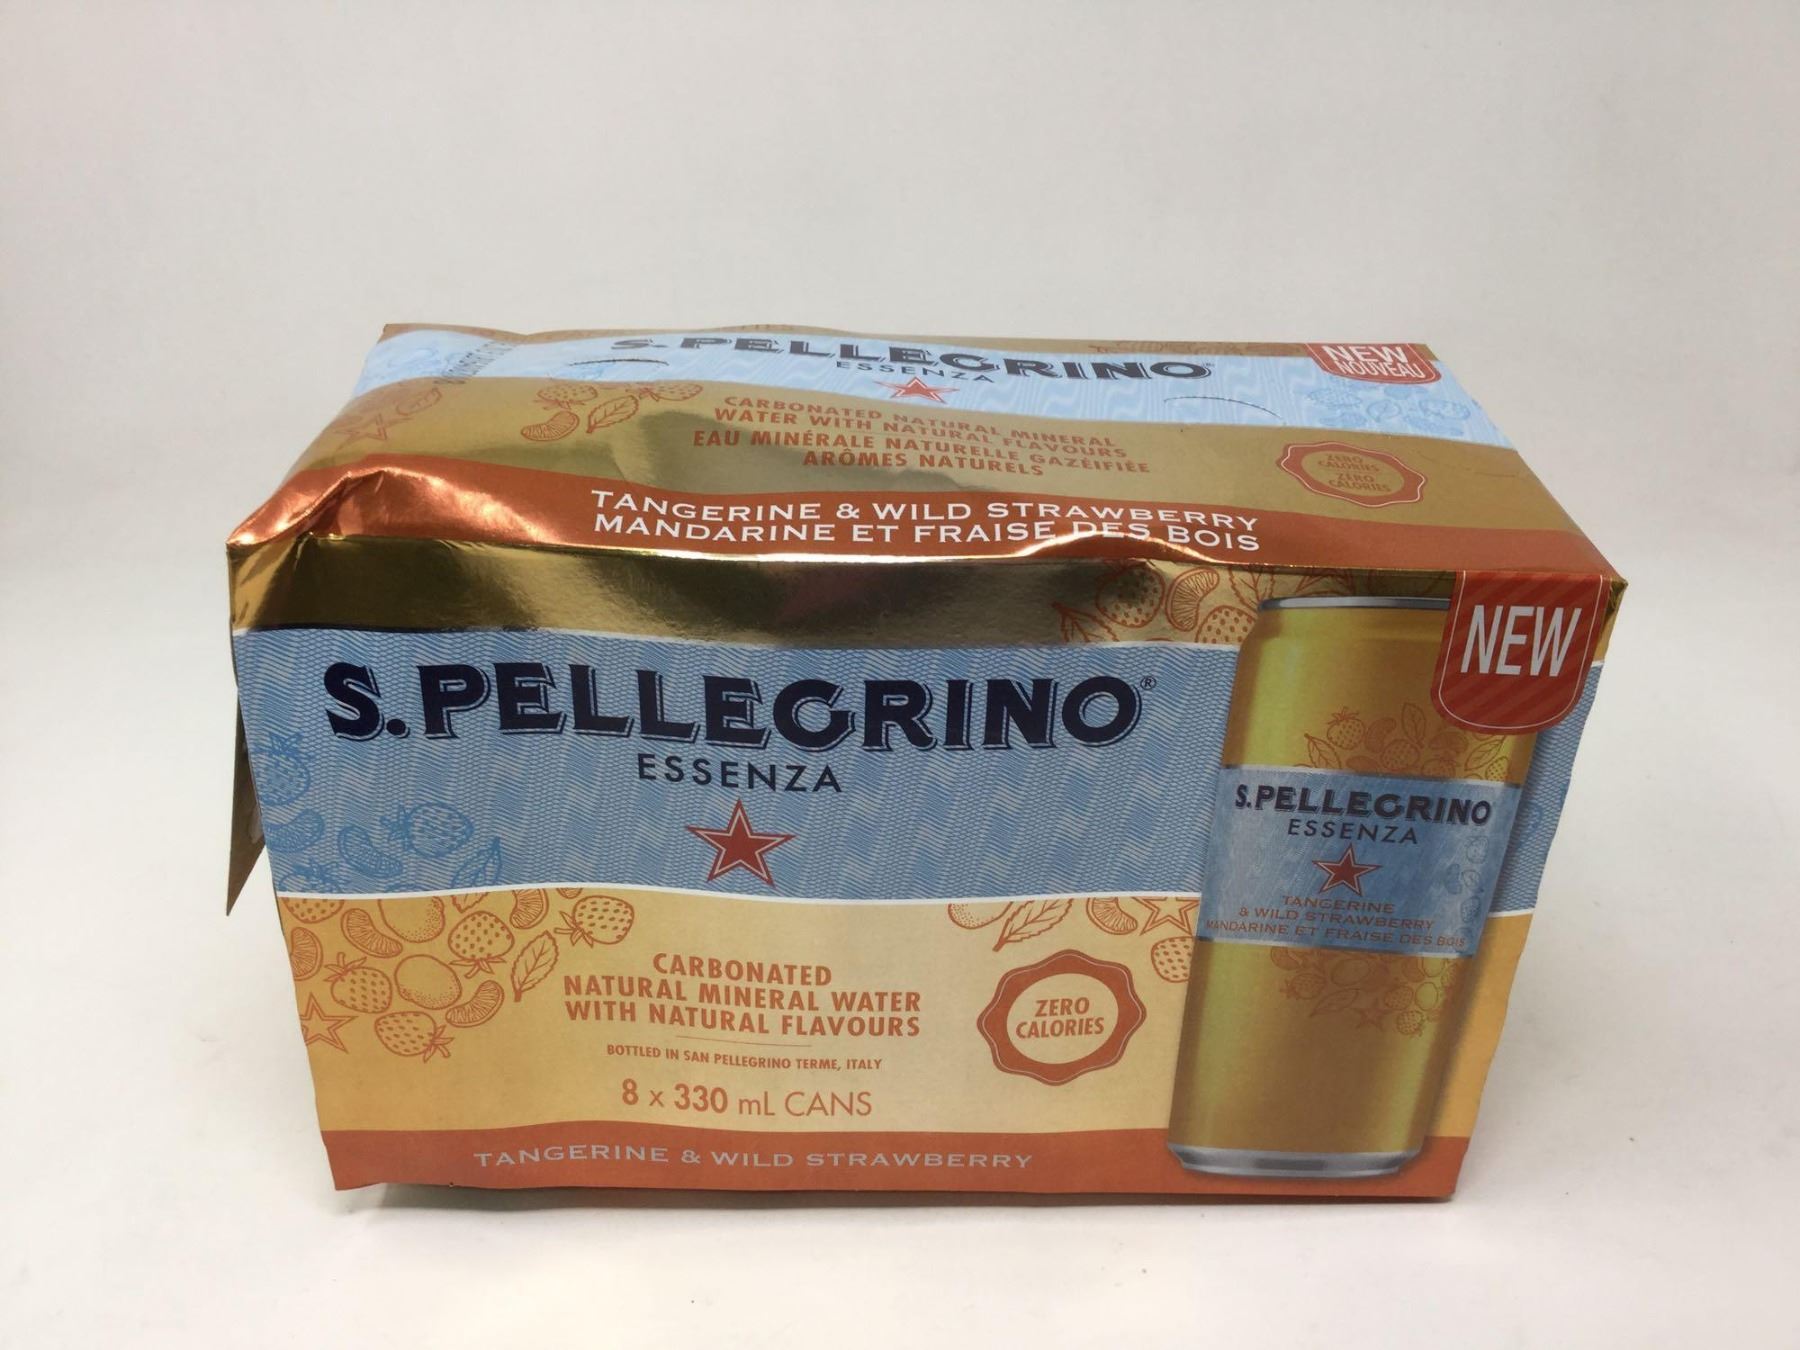 S. PELLEGRINO
ESSENZA
NEW
NOUVEAU
CARBONATED NATURAL MINERAL
WATER WITH NATURAL FLAVOURS
EAU MINÉRALE NATURELLE GAZÉIFIÉE
ARÔMES NATURELS
ZERO
CALORIES
ZERO
CALORIES
TANGERINE & WILD STRAWBERRY
MANDARINE ET FRAISE DES BOIS
NEW
S.PELLEGRINO®
ESSENZA
S.PELLEGRINO
ESSENZA
TANGERINE
& WILD STRAWBERRY
MANDARINE ET FRAISE DES BOIS
CARBONATED
NATURAL MINERAL WATER
WITH NATURAL FLAVOURS
BOTTLED IN SAN PELLEGRINO TERME, ITALY
8 x 330 mL CANS
ZERO
CALORIES
TANGERINE & WILD STRAWBERRY